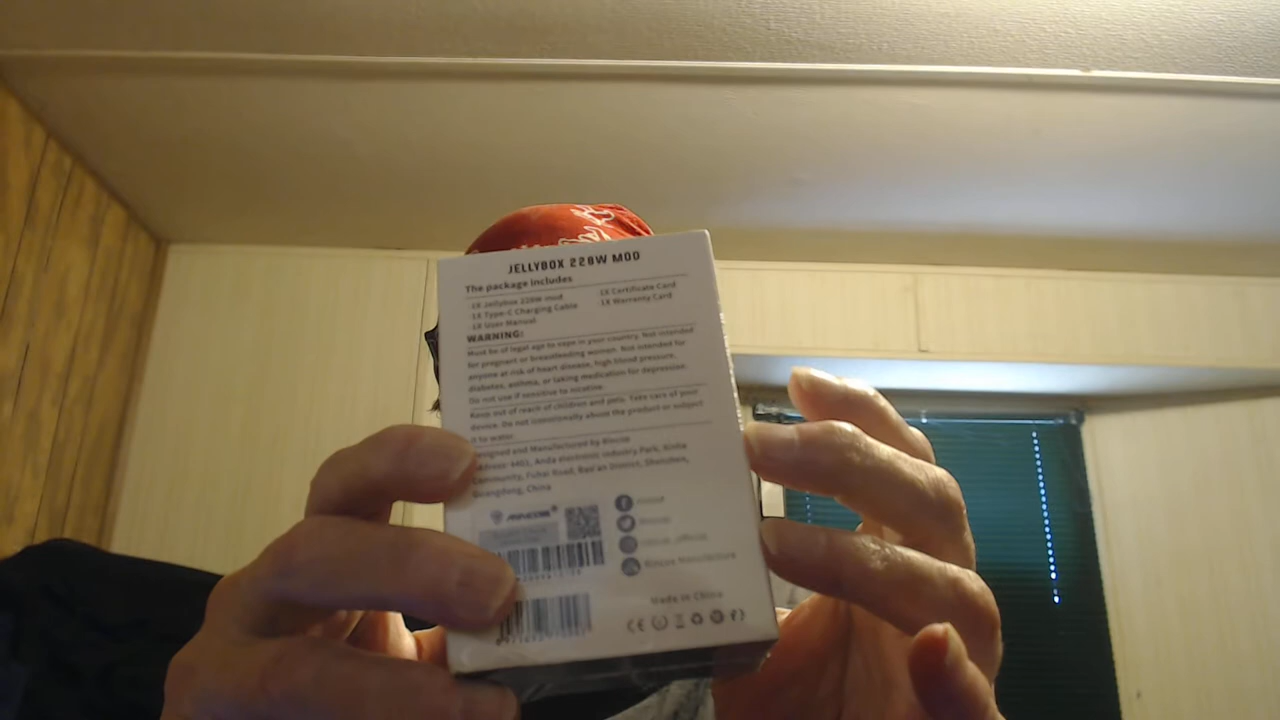 JELLYBOX 228W MOD
The package includes
1X Jellybox 228W mod
1X Certificate Card
1X Type-C Charging Cable
1X Warranty Card
1X User Manual
WARNING:
Must be of legal age to vape in your country. Not intended
for pregnant or breastfeeding women. Not intended for
anyone at risk of heart disease, high blood pressure,
diabetes, asthma, or taking medication for depression.
Do not use if sensitive to nicotine.
Keep out of reach of children and pets. Take care of your
device. Do not intentionally abuse the product or subject
it to water.
Designed and Manufactured by Rincoe
Anda electronic Industry Park, Xinhe
Community, Fuhai Road, Bao'an District, Shenzhen,
Guangdong, China
RINCOE
Rincoe Manufacture
Made in China
CE